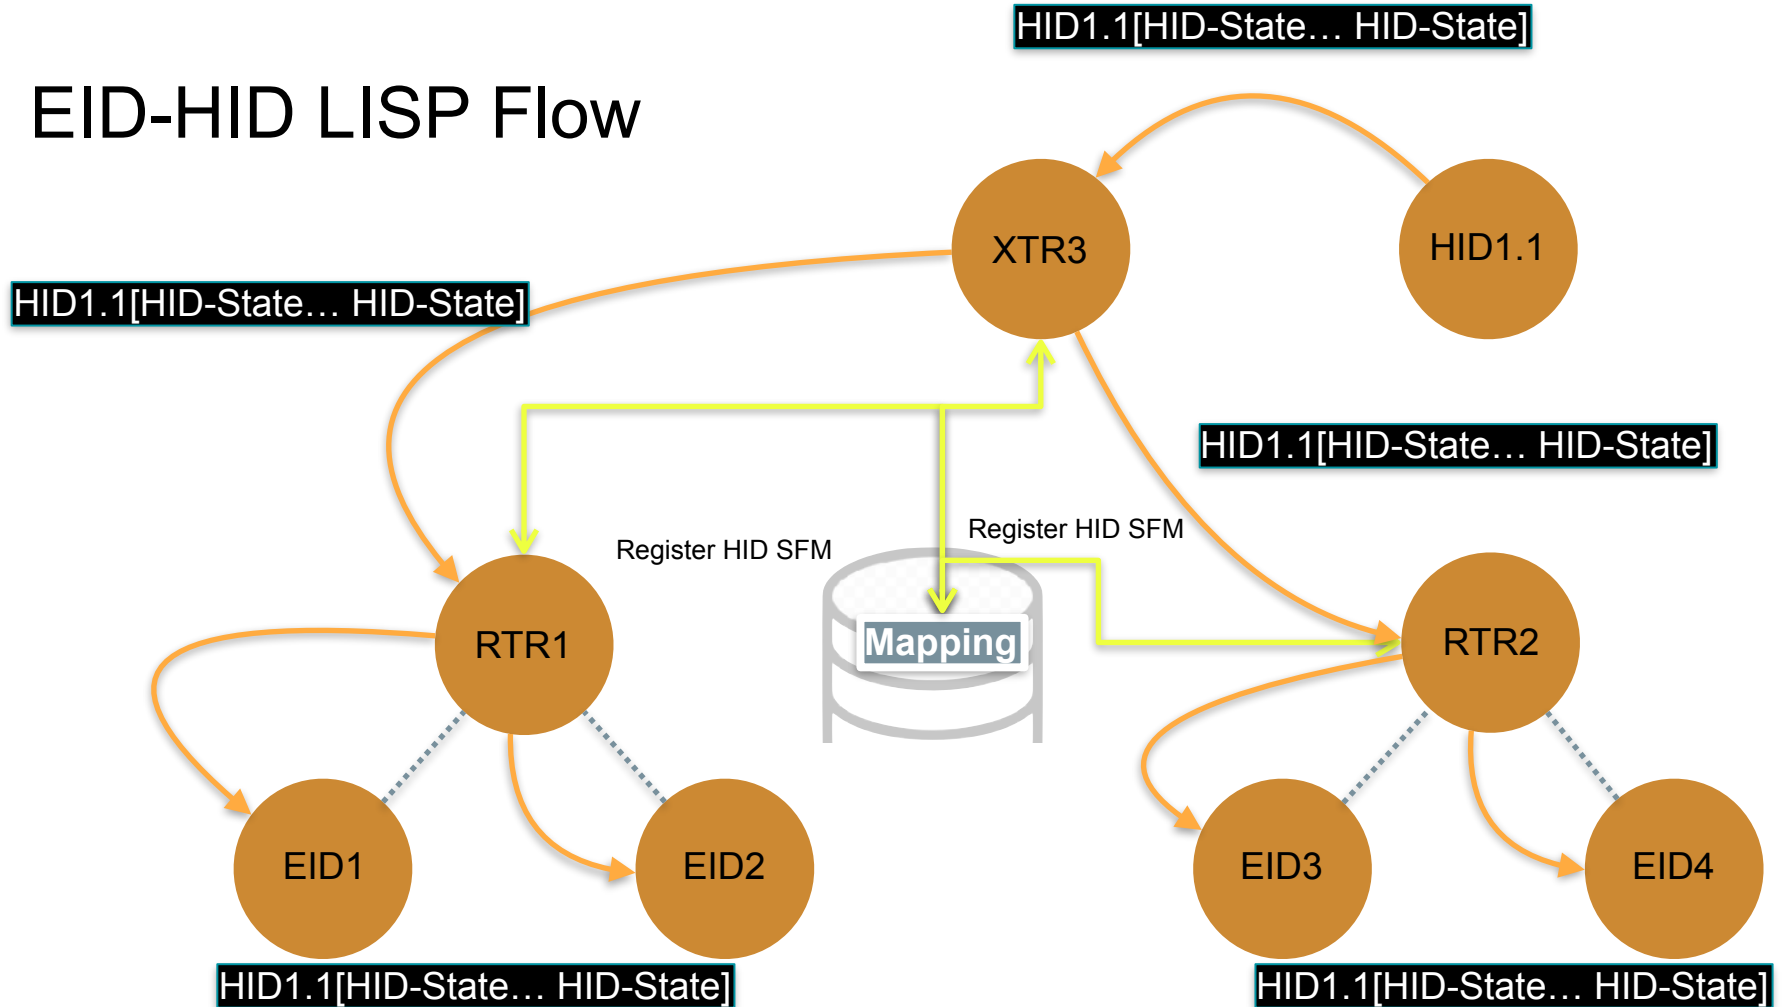 HID1.1[HID-State… HID-State]
EID-HID LISP Flow
XTR3
HID1.1
HID1.1[HID-State… HID-State]
HID1.1[HID-State… HID-State]
Register HID SFM
Register HID SFM
Mapping
RTR1
RTR2
EID1
EID2
EID3
EID4
HID1.1[HID-State… HID-State]
HID1.1[HID-State… HID-State]